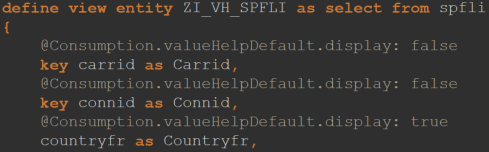 define view entity ZI_VH_SPFLI as select from spfli
{
@Consumption.valueHelpDefault.display: false
key carrid as Carrid,
@Consumption.valueHelpDefault.display: false
key connid as Connid,
@Consumption.valueHelpDefault.display: true
countryfr as Countryfr,